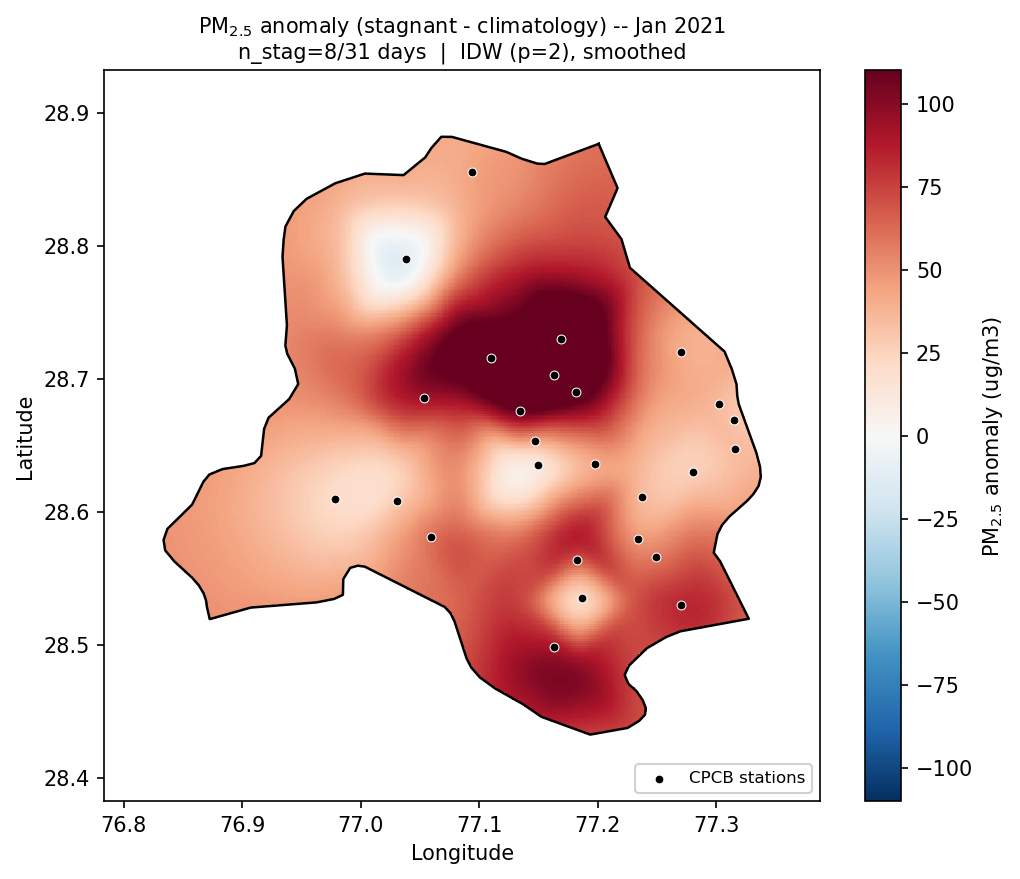 PM2.5 anomaly (stagnant - climatology) -- Jan 2021
n_stag=8/31 days | IDW (p=2), smoothed
Latitude
28.9
28.8
28.7
28.6
28.5
28.4
76.8 76.9 77.0 77.1 77.2 77.3
Longitude
CPCB stations
100
75
50
25
0
−25
−50
−75
−100
PM2.5 anomaly (ug/m3)